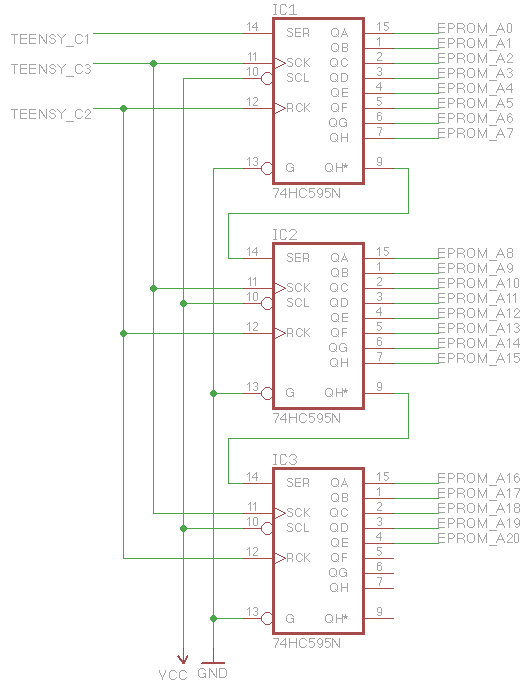 IC1
TEENSY_C1 14 SER QA 15 EPROM_A0
QB 1 EPROM_A1
TEENSY_C3 11 SCK QC 2 EPROM_A2
10 SCL QD 3 EPROM_A3
QE 4 EPROM_A4
TEENSY_C2 12 RCK QF 5 EPROM_A5
QG 6 EPROM_A6
QH 7 EPROM_A7
13 G QH* 9
74HC595N
IC2
14 SER QA 15 EPROM_A8
QB 1 EPROM_A9
11 SCK QC 2 EPROM_A10
10 SCL QD 3 EPROM_A11
QE 4 EPROM_A12
12 RCK QF 5 EPROM_A13
QG 6 EPROM_A14
QH 7 EPROM_A15
13 G QH* 9
74HC595N
IC3
14 SER QA 15 EPROM_A16
QB 1 EPROM_A17
11 SCK QC 2 EPROM_A18
10 SCL QD 3 EPROM_A19
QE 4 EPROM_A20
12 RCK QF 5
QG 6
QH 7
13 G QH* 9
74HC595N
VCC GND